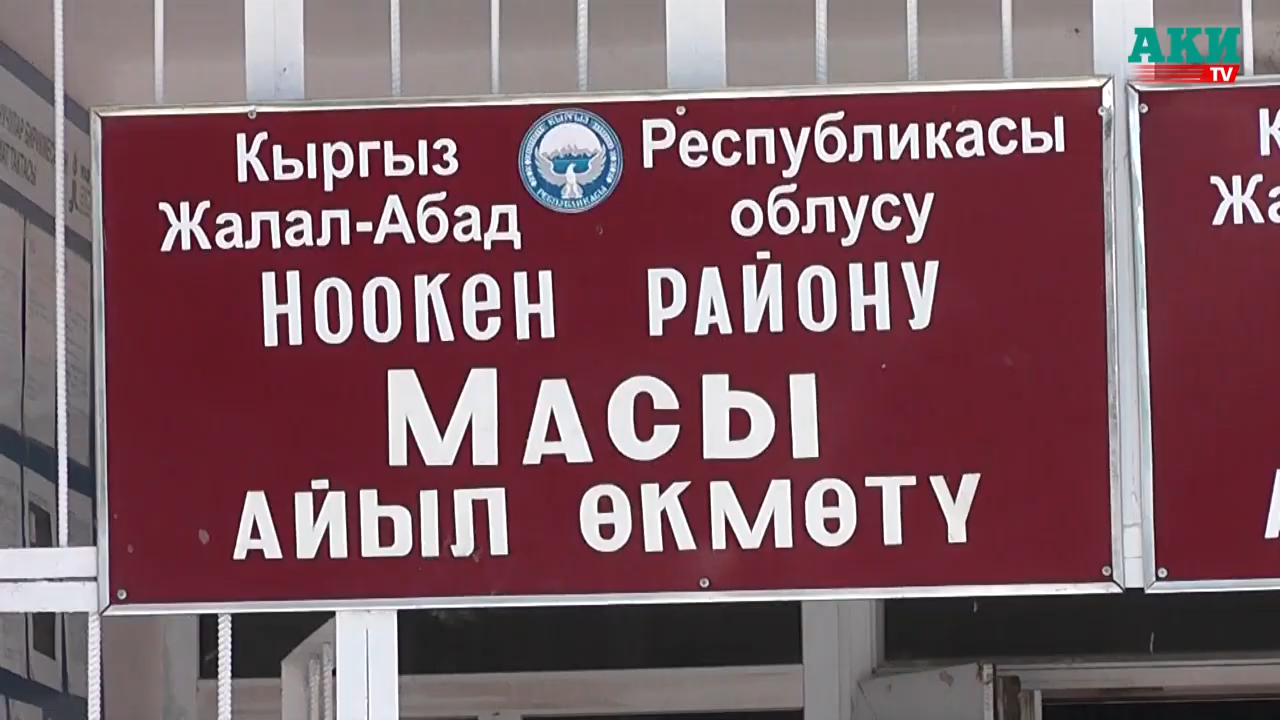 АКИ
TV
Кыргыз Республикасы
Жалал-Абад облусу
НООКЕН РАЙОНУ
МАСЫ
АЙЫЛ ӨКМӨТҮ